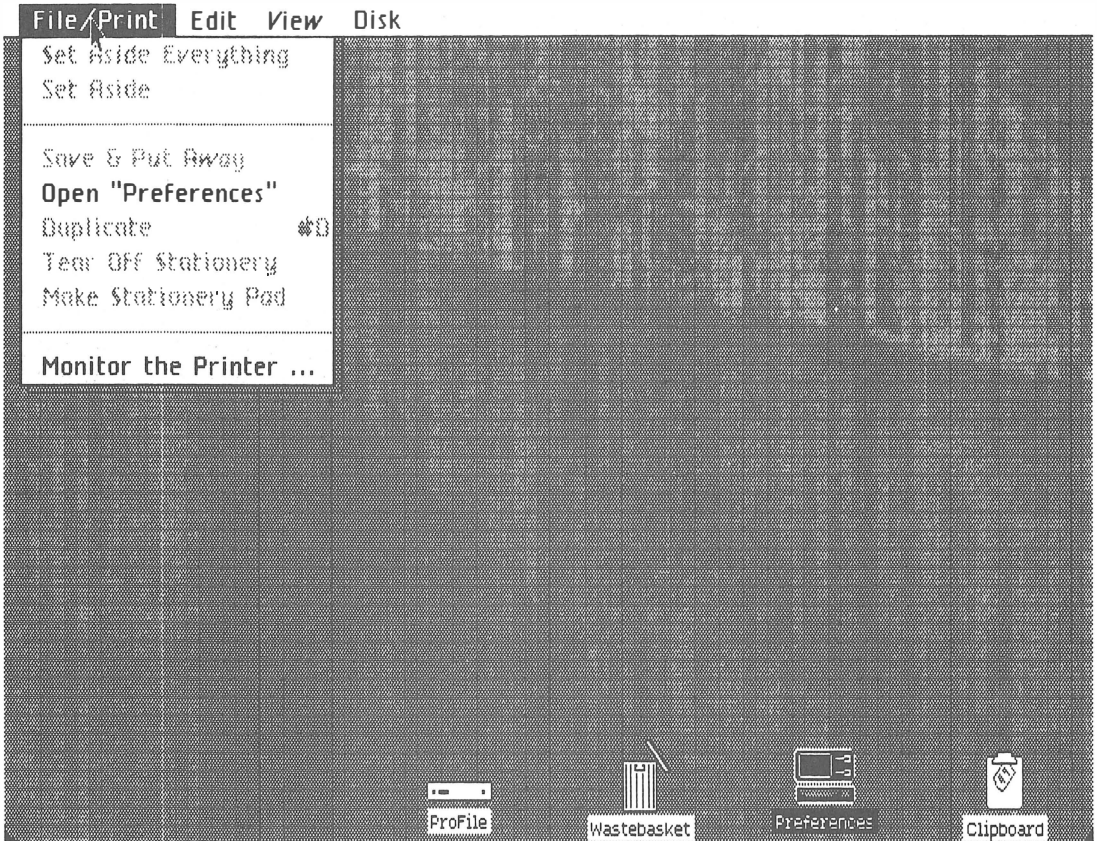 File/Print Edit View Disk
Set Aside Everything
Set Aside
Save & Put Away
Open "Preferences"
Duplicate D
Tear Off Stationery
Make Stationery Pad
Monitor the Printer ...
ProFile
Wastebasket
Preferences
Clipboard